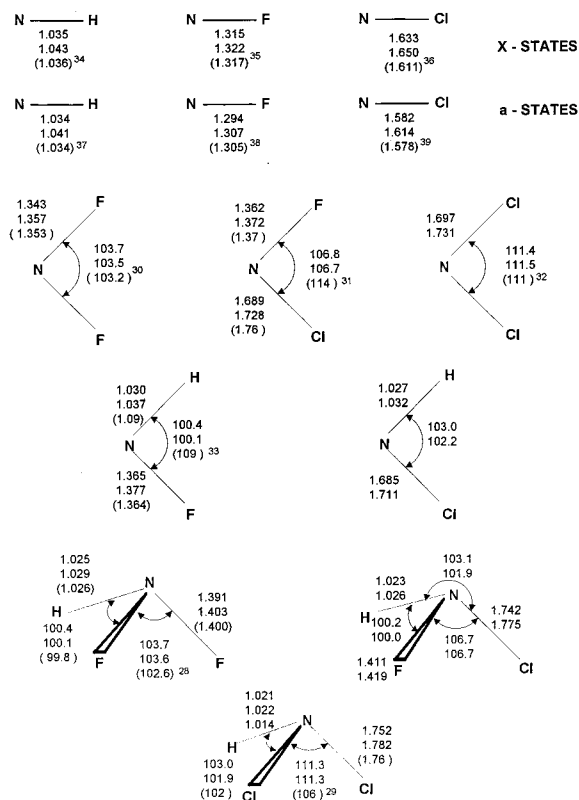 N H N F N Cl
1.035 1.315 1.633
1.043 1.322 1.650
(1.036)34 (1.317)35 (1.611)36
X - STATES
N H N F N Cl
1.034 1.294 1.582
1.041 1.307 1.614
(1.034)37 (1.305)38 (1.578)39
a - STATES
F
1.343
1.357
(1.353)
N
103.7
103.5
(103.2)30
F
F
1.362
1.372
(1.37)
N
106.8
106.7
(114)31
1.689
1.728
(1.76)
Cl
Cl
1.697
1.731
N
111.4
111.5
(111)32
Cl
H
1.030
1.037
(1.09)
N
100.4
100.1
(109)33
1.365
1.377
(1.364)
F
H
1.027
1.032
N
103.0
102.2
1.685
1.711
Cl
1.025
1.029
(1.026)
N
1.391
1.403
(1.400)
H
100.4
100.1
(99.8)
F
103.7
103.6
(102.6)28
F
103.1
101.9
1.023
1.026
N
1.742
1.775
H
100.2
100.0
106.7
106.7
1.411
1.419
F
Cl
1.021
1.022
1.014
N
1.752
1.782
(1.76)
H
103.0
101.9
(102)
Cl
111.3
111.3
(106)29
Cl